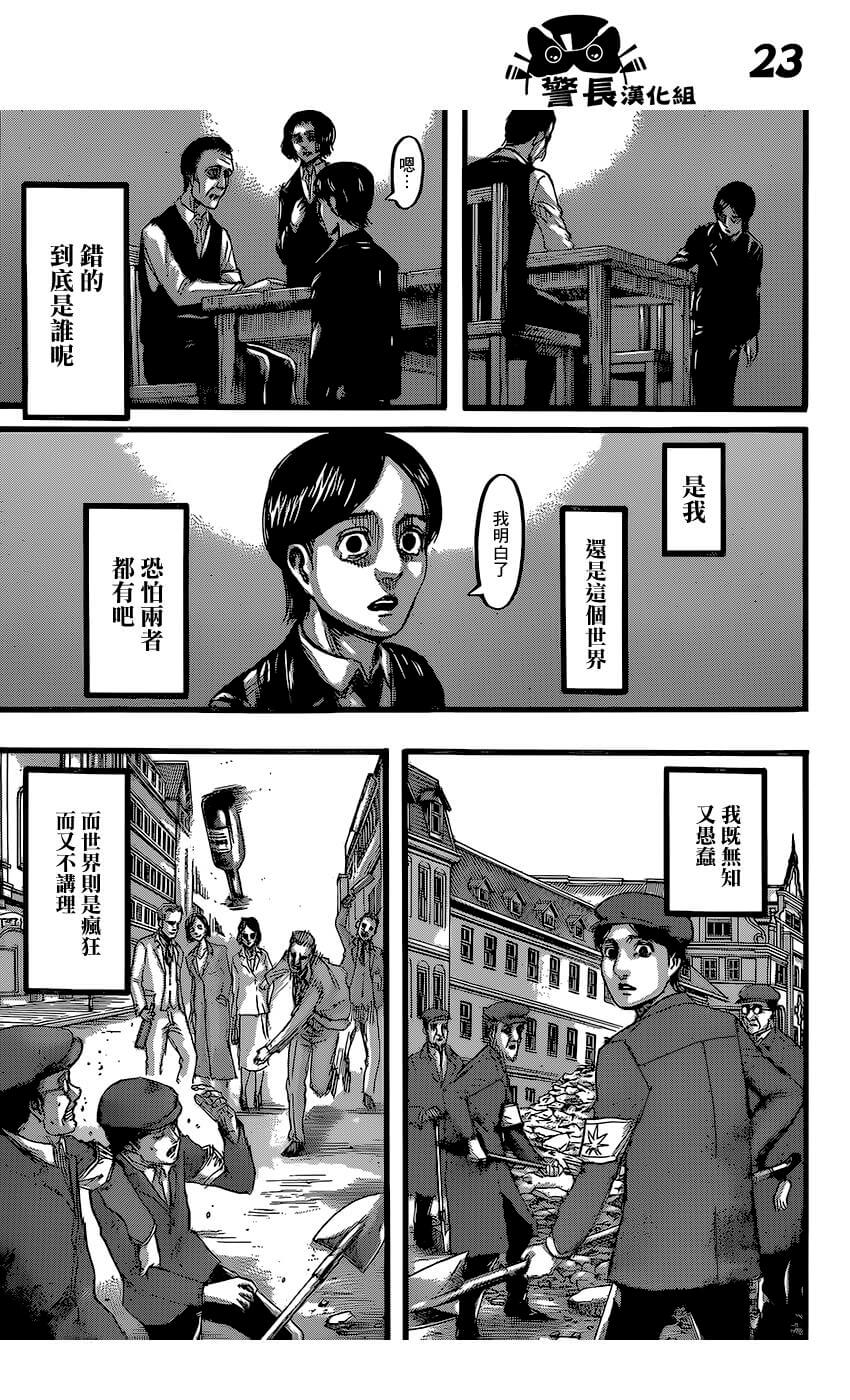 警長漢化組
23
嗯…
錯的
到底是誰呢
是我
還是這個世界
我明白了
恐怕兩者
都有吧
我既無知
又愚蠢
而世界則是瘋狂
而又不講理